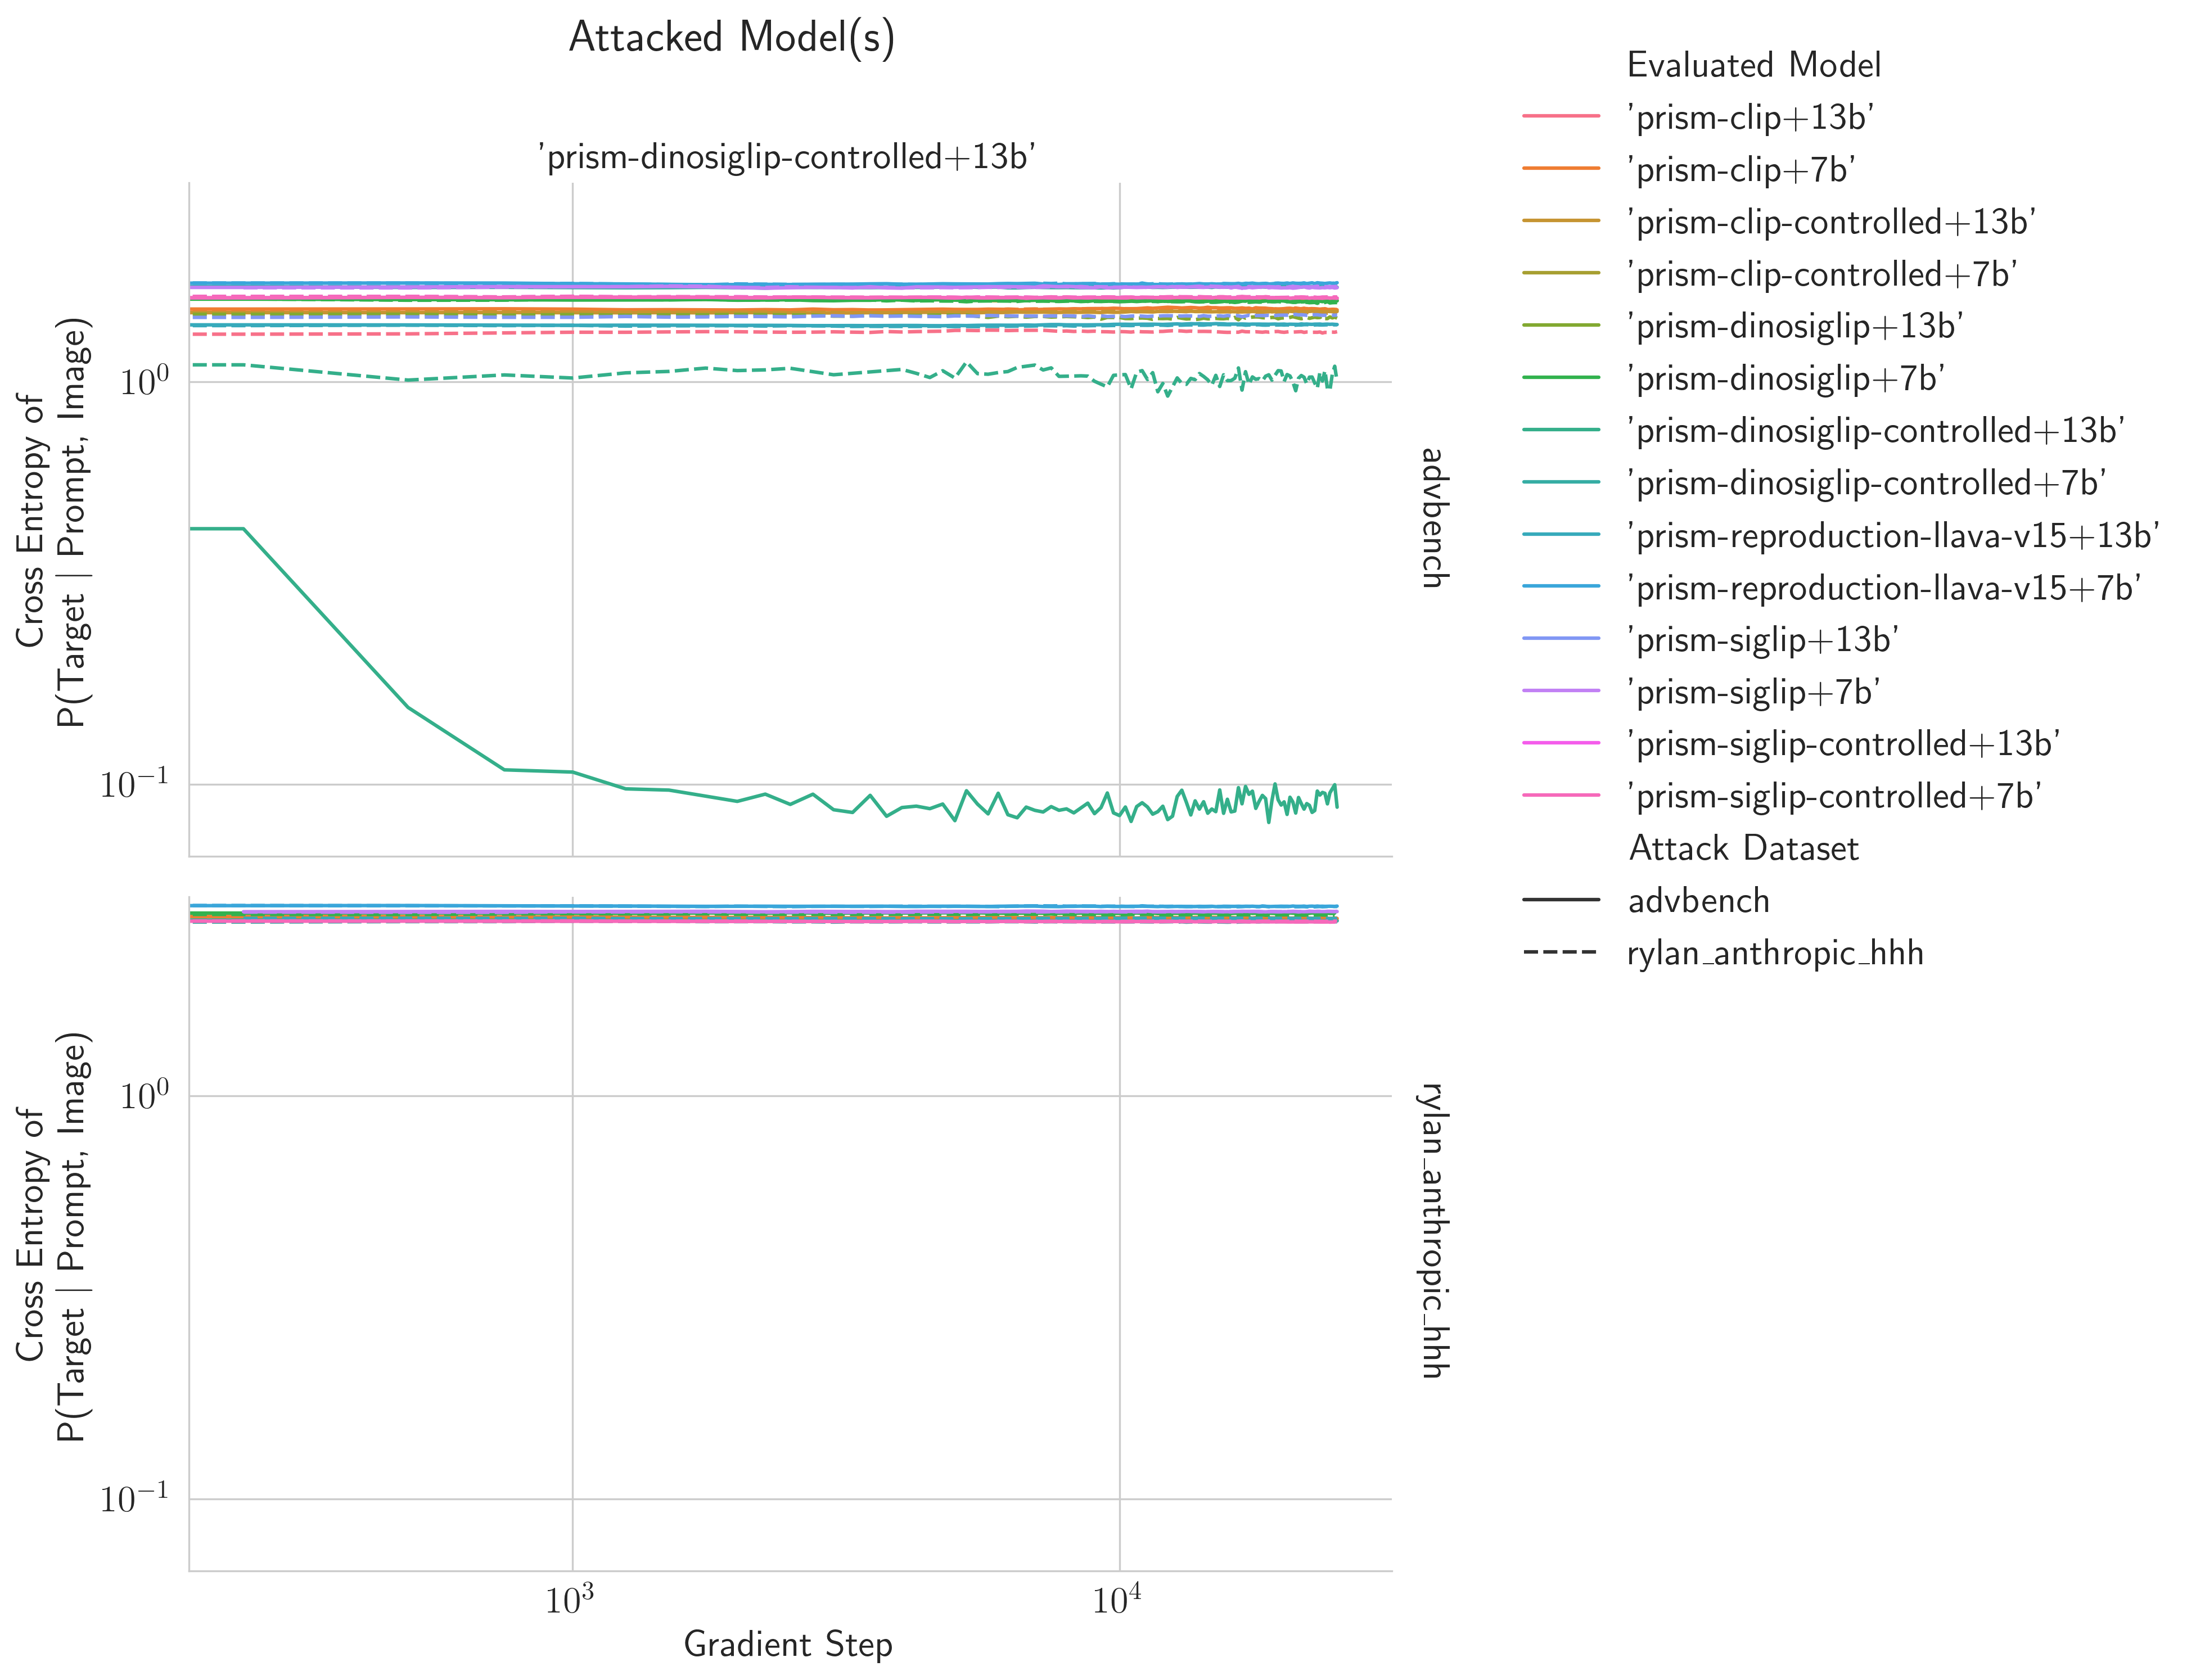 Attacked Model(s)
'prism-dinosiglip-controlled+13b'
Cross Entropy of
P(Target | Prompt, Image)
10^0
10^-1
advbench
Cross Entropy of
P(Target | Prompt, Image)
10^0
10^-1
rylan_anthropic_hhh
10^3
10^4
Gradient Step
Evaluated Model
'prism-clip+13b'
'prism-clip+7b'
'prism-clip-controlled+13b'
'prism-clip-controlled+7b'
'prism-dinosiglip+13b'
'prism-dinosiglip+7b'
'prism-dinosiglip-controlled+13b'
'prism-dinosiglip-controlled+7b'
'prism-reproduction-llava-v15+13b'
'prism-reproduction-llava-v15+7b'
'prism-siglip+13b'
'prism-siglip+7b'
'prism-siglip-controlled+13b'
'prism-siglip-controlled+7b'
Attack Dataset
advbench
rylan_anthropic_hhh